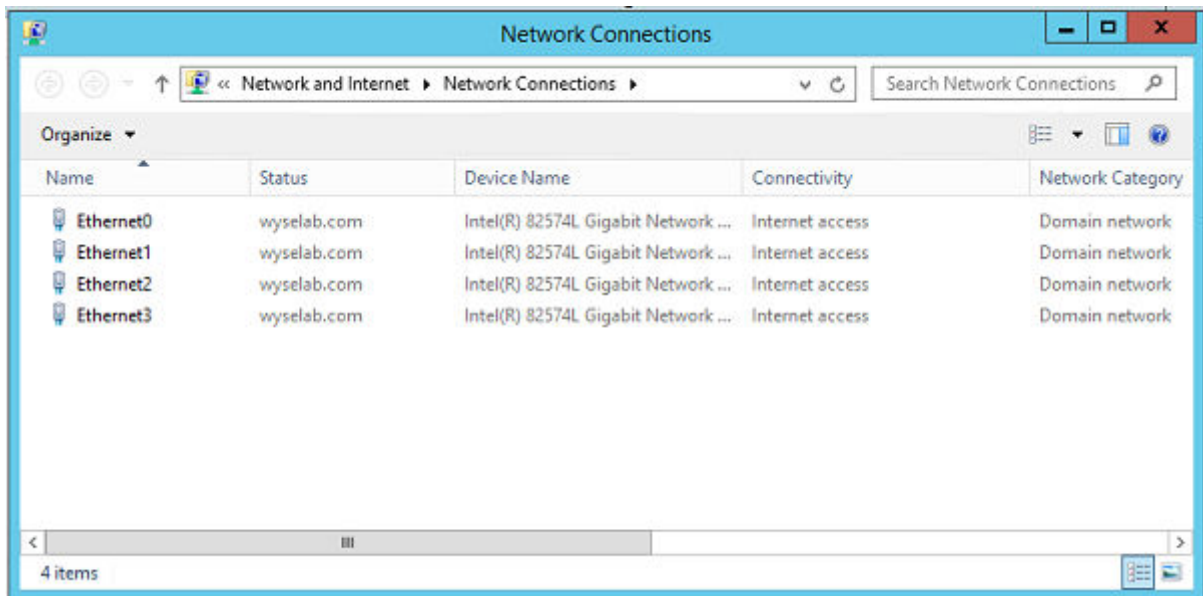 Network Connections
« Network and Internet Network Connections Search Network Connections
Organize
Name Status Device Name Connectivity Network Category
Ethernet0 wyselab.com Intel(R) 82574L Gigabit Network ... Internet access Domain network
Ethernet1 wyselab.com Intel(R) 82574L Gigabit Network ... Internet access Domain network
Ethernet2 wyselab.com Intel(R) 82574L Gigabit Network ... Internet access Domain network
Ethernet3 wyselab.com Intel(R) 82574L Gigabit Network ... Internet access Domain network
4 items